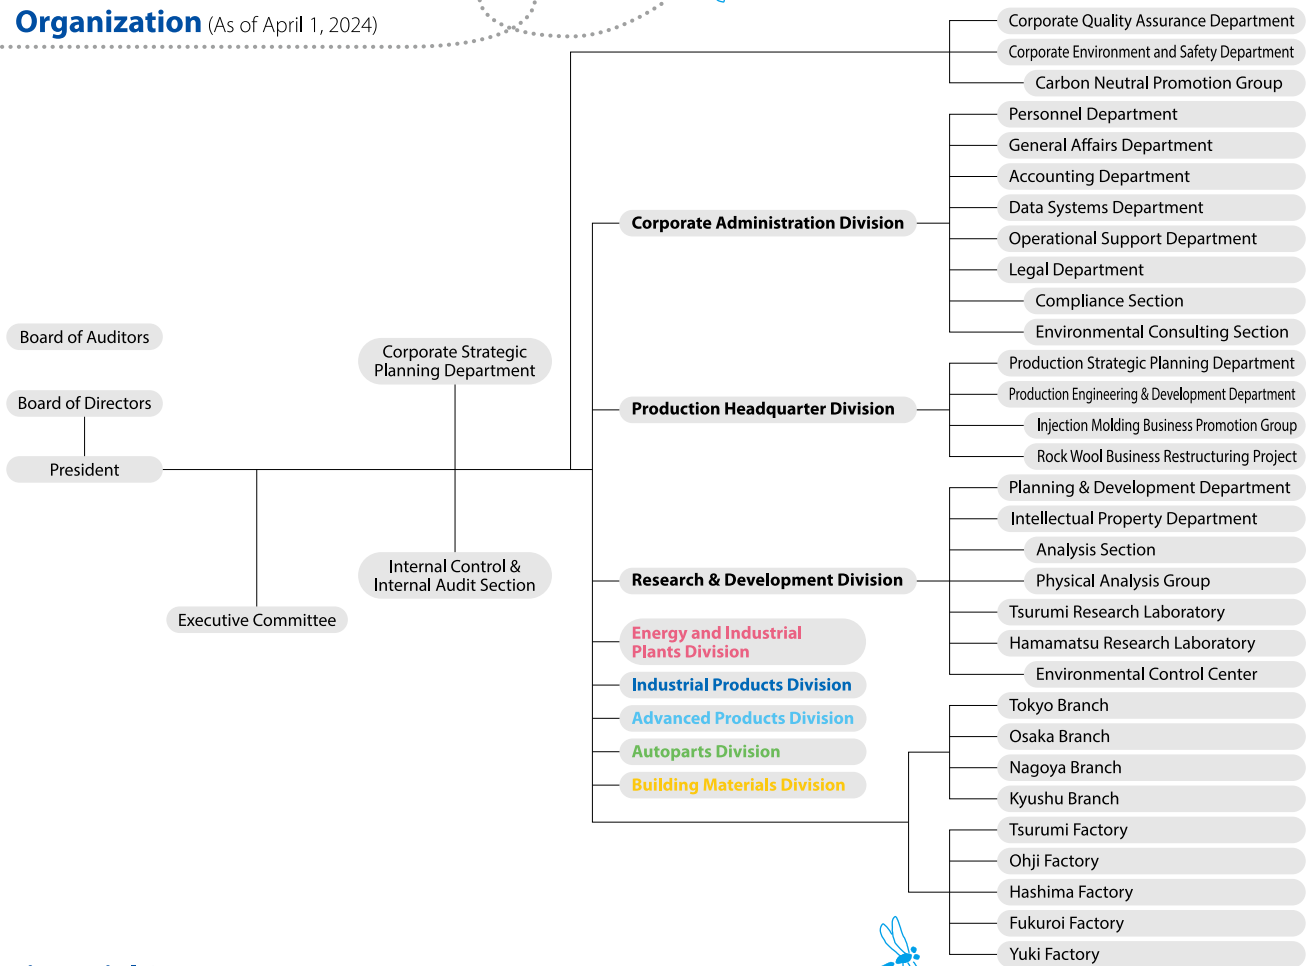 Organization (As of April 1, 2024)
Board of Auditors
Board of Directors
President
Executive Committee
Corporate Strategic
Planning Department
Internal Control &
Internal Audit Section
Corporate Quality Assurance Department
Corporate Environment and Safety Department
Carbon Neutral Promotion Group
Corporate Administration Division
Personnel Department
General Affairs Department
Accounting Department
Data Systems Department
Operational Support Department
Legal Department
Compliance Section
Environmental Consulting Section
Production Headquarter Division
Production Strategic Planning Department
Production Engineering & Development Department
Injection Molding Business Promotion Group
Rock Wool Business Restructuring Project
Research & Development Division
Planning & Development Department
Intellectual Property Department
Analysis Section
Physical Analysis Group
Tsurumi Research Laboratory
Hamamatsu Research Laboratory
Environmental Control Center
Energy and Industrial
Plants Division
Industrial Products Division
Advanced Products Division
Autoparts Division
Building Materials Division
Tokyo Branch
Osaka Branch
Nagoya Branch
Kyushu Branch
Tsurumi Factory
Ohji Factory
Hashima Factory
Fukuroi Factory
Yuki Factory